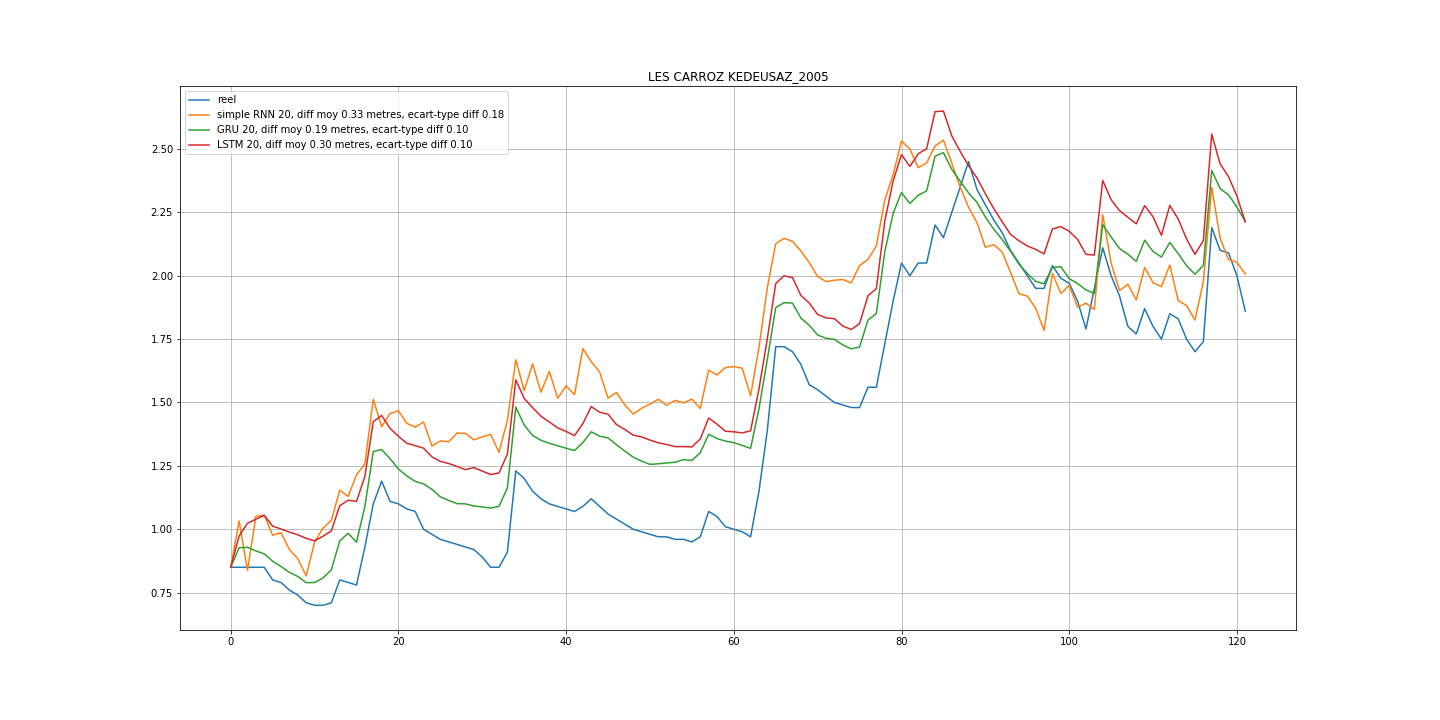 LES CARROZ KEDEUSAZ_2005
reel
simple RNN 20, diff moy 0.33 metres, ecart-type diff 0.18
GRU 20, diff moy 0.19 metres, ecart-type diff 0.10
LSTM 20, diff moy 0.30 metres, ecart-type diff 0.10
2.50
2.25
2.00
1.75
1.50
1.25
1.00
0.75
0 20 40 60 80 100 120